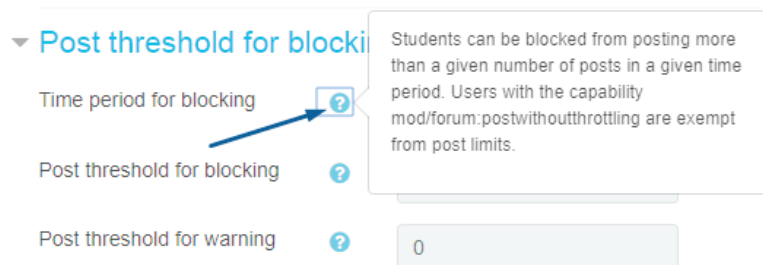 Post threshold for blocki
Students can be blocked from posting more
than a given number of posts in a given time
period. Users with the capability
mod/forum:postwithoutthrottling are exempt
from post limits.
Time period for blocking ?
Post threshold for blocking ?
Post threshold for warning ? 0